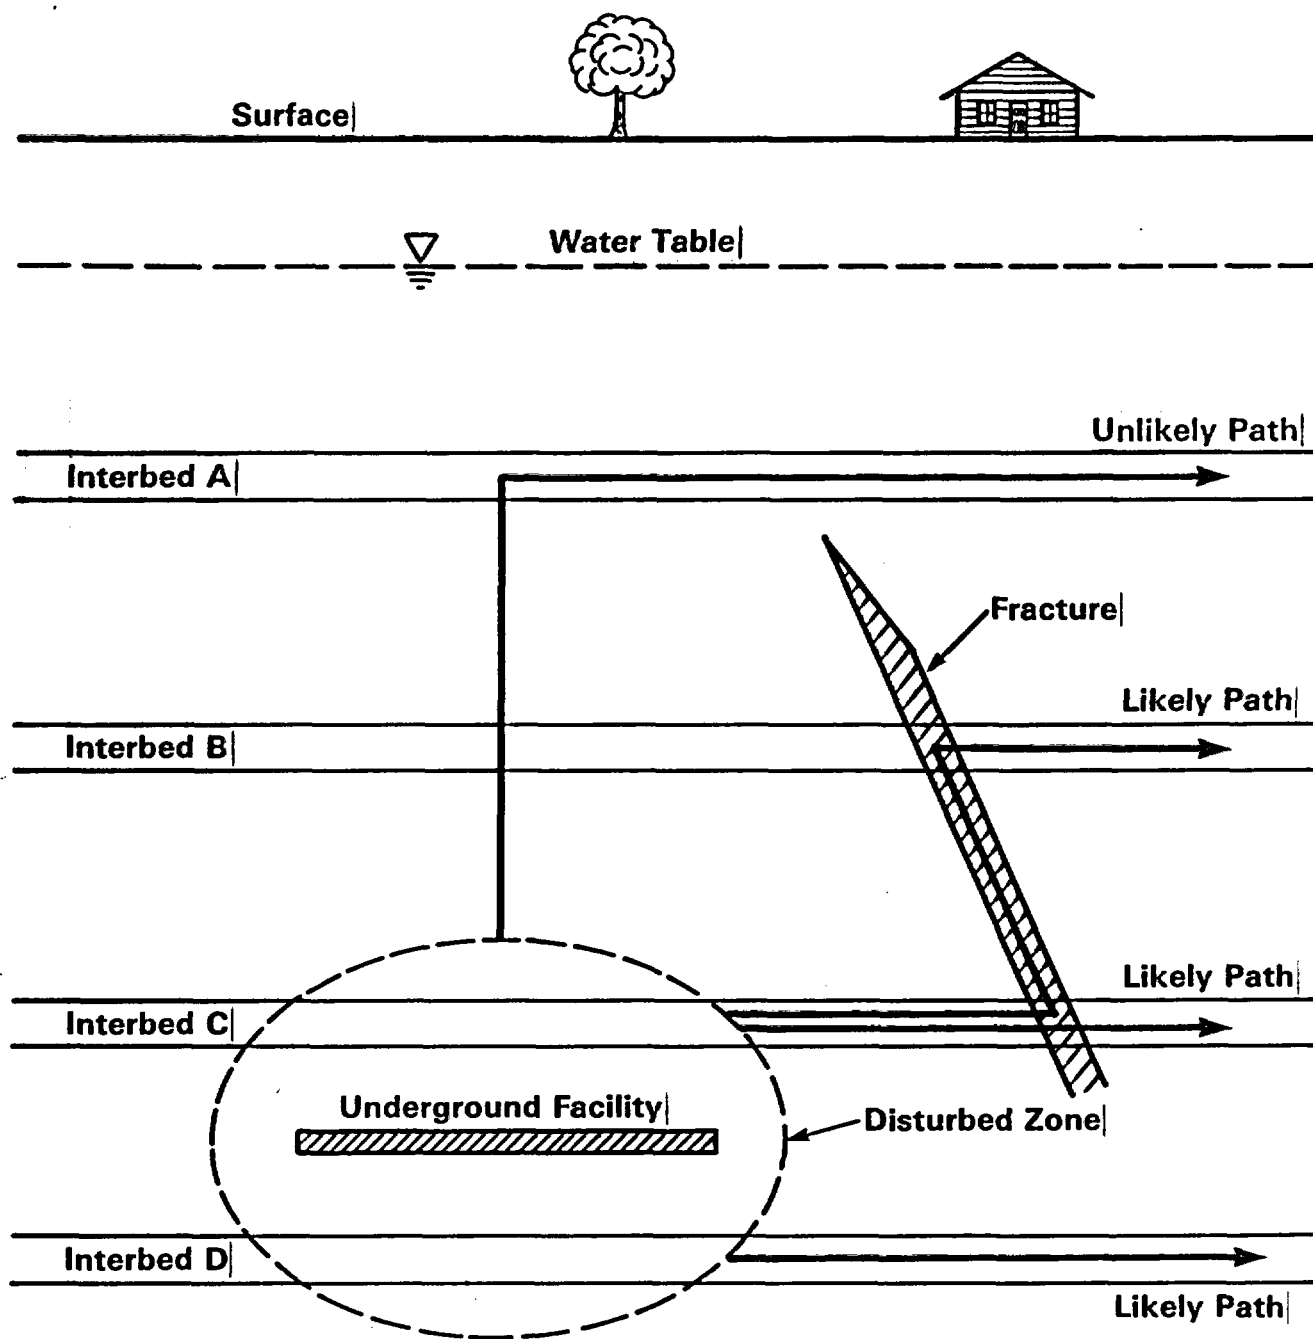 Surface
Water Table
Unlikely Path
Interbed A
Fracture
Likely Path
Interbed B
Likely Path
Interbed C
Underground Facility
Disturbed Zone
Interbed D
Likely Path